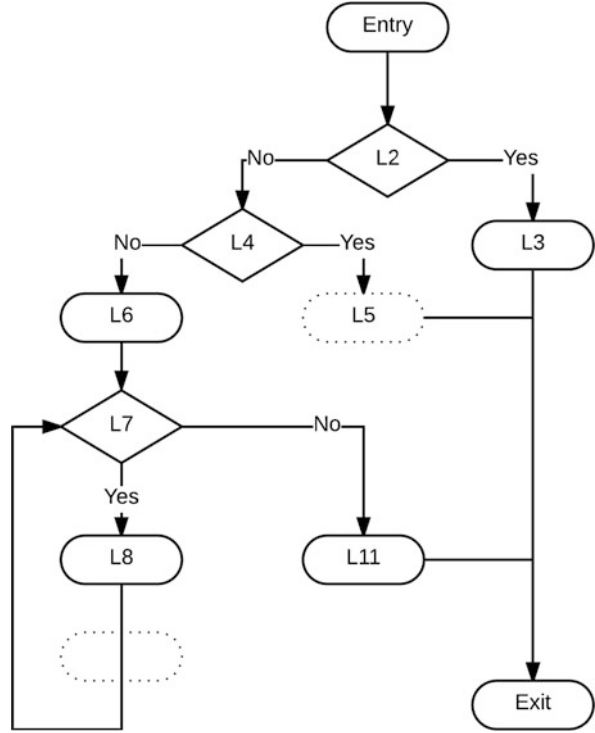 Entry
L2
No
Yes
L4
L3
No
Yes
L6
L5
L7
No
Yes
L8
L11
Exit